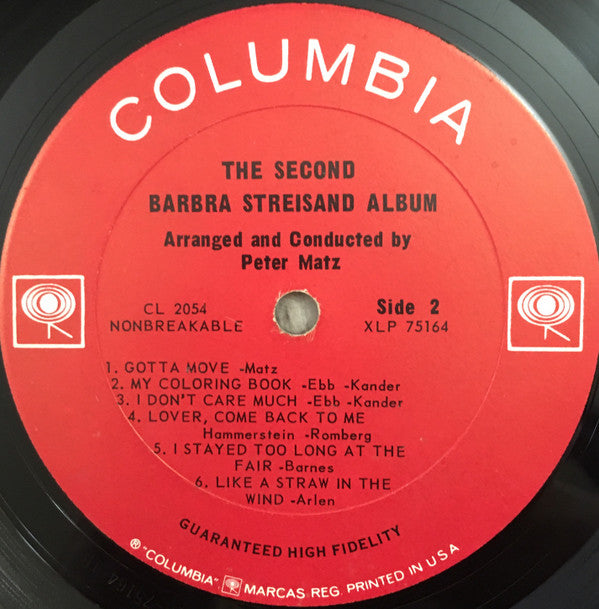 COLUMBIA
THE SECOND
BARBRA STREISAND ALBUM
Arranged and Conducted by
Peter Matz
CL 2054
NONBREAKABLE
Side 2
XLP 75164
1. GOTTA MOVE -Matz
2. MY COLORING BOOK -Ebb -Kander
3. I DON'T CARE MUCH -Ebb -Kander
4. LOVER, COME BACK TO ME
Hammerstein -Romberg
5. I STAYED TOO LONG AT THE
FAIR -Barnes
6. LIKE A STRAW IN THE
WIND -Arlen
GUARANTEED HIGH FIDELITY
® "COLUMBIA" MARCAS REG. PRINTED IN U S A